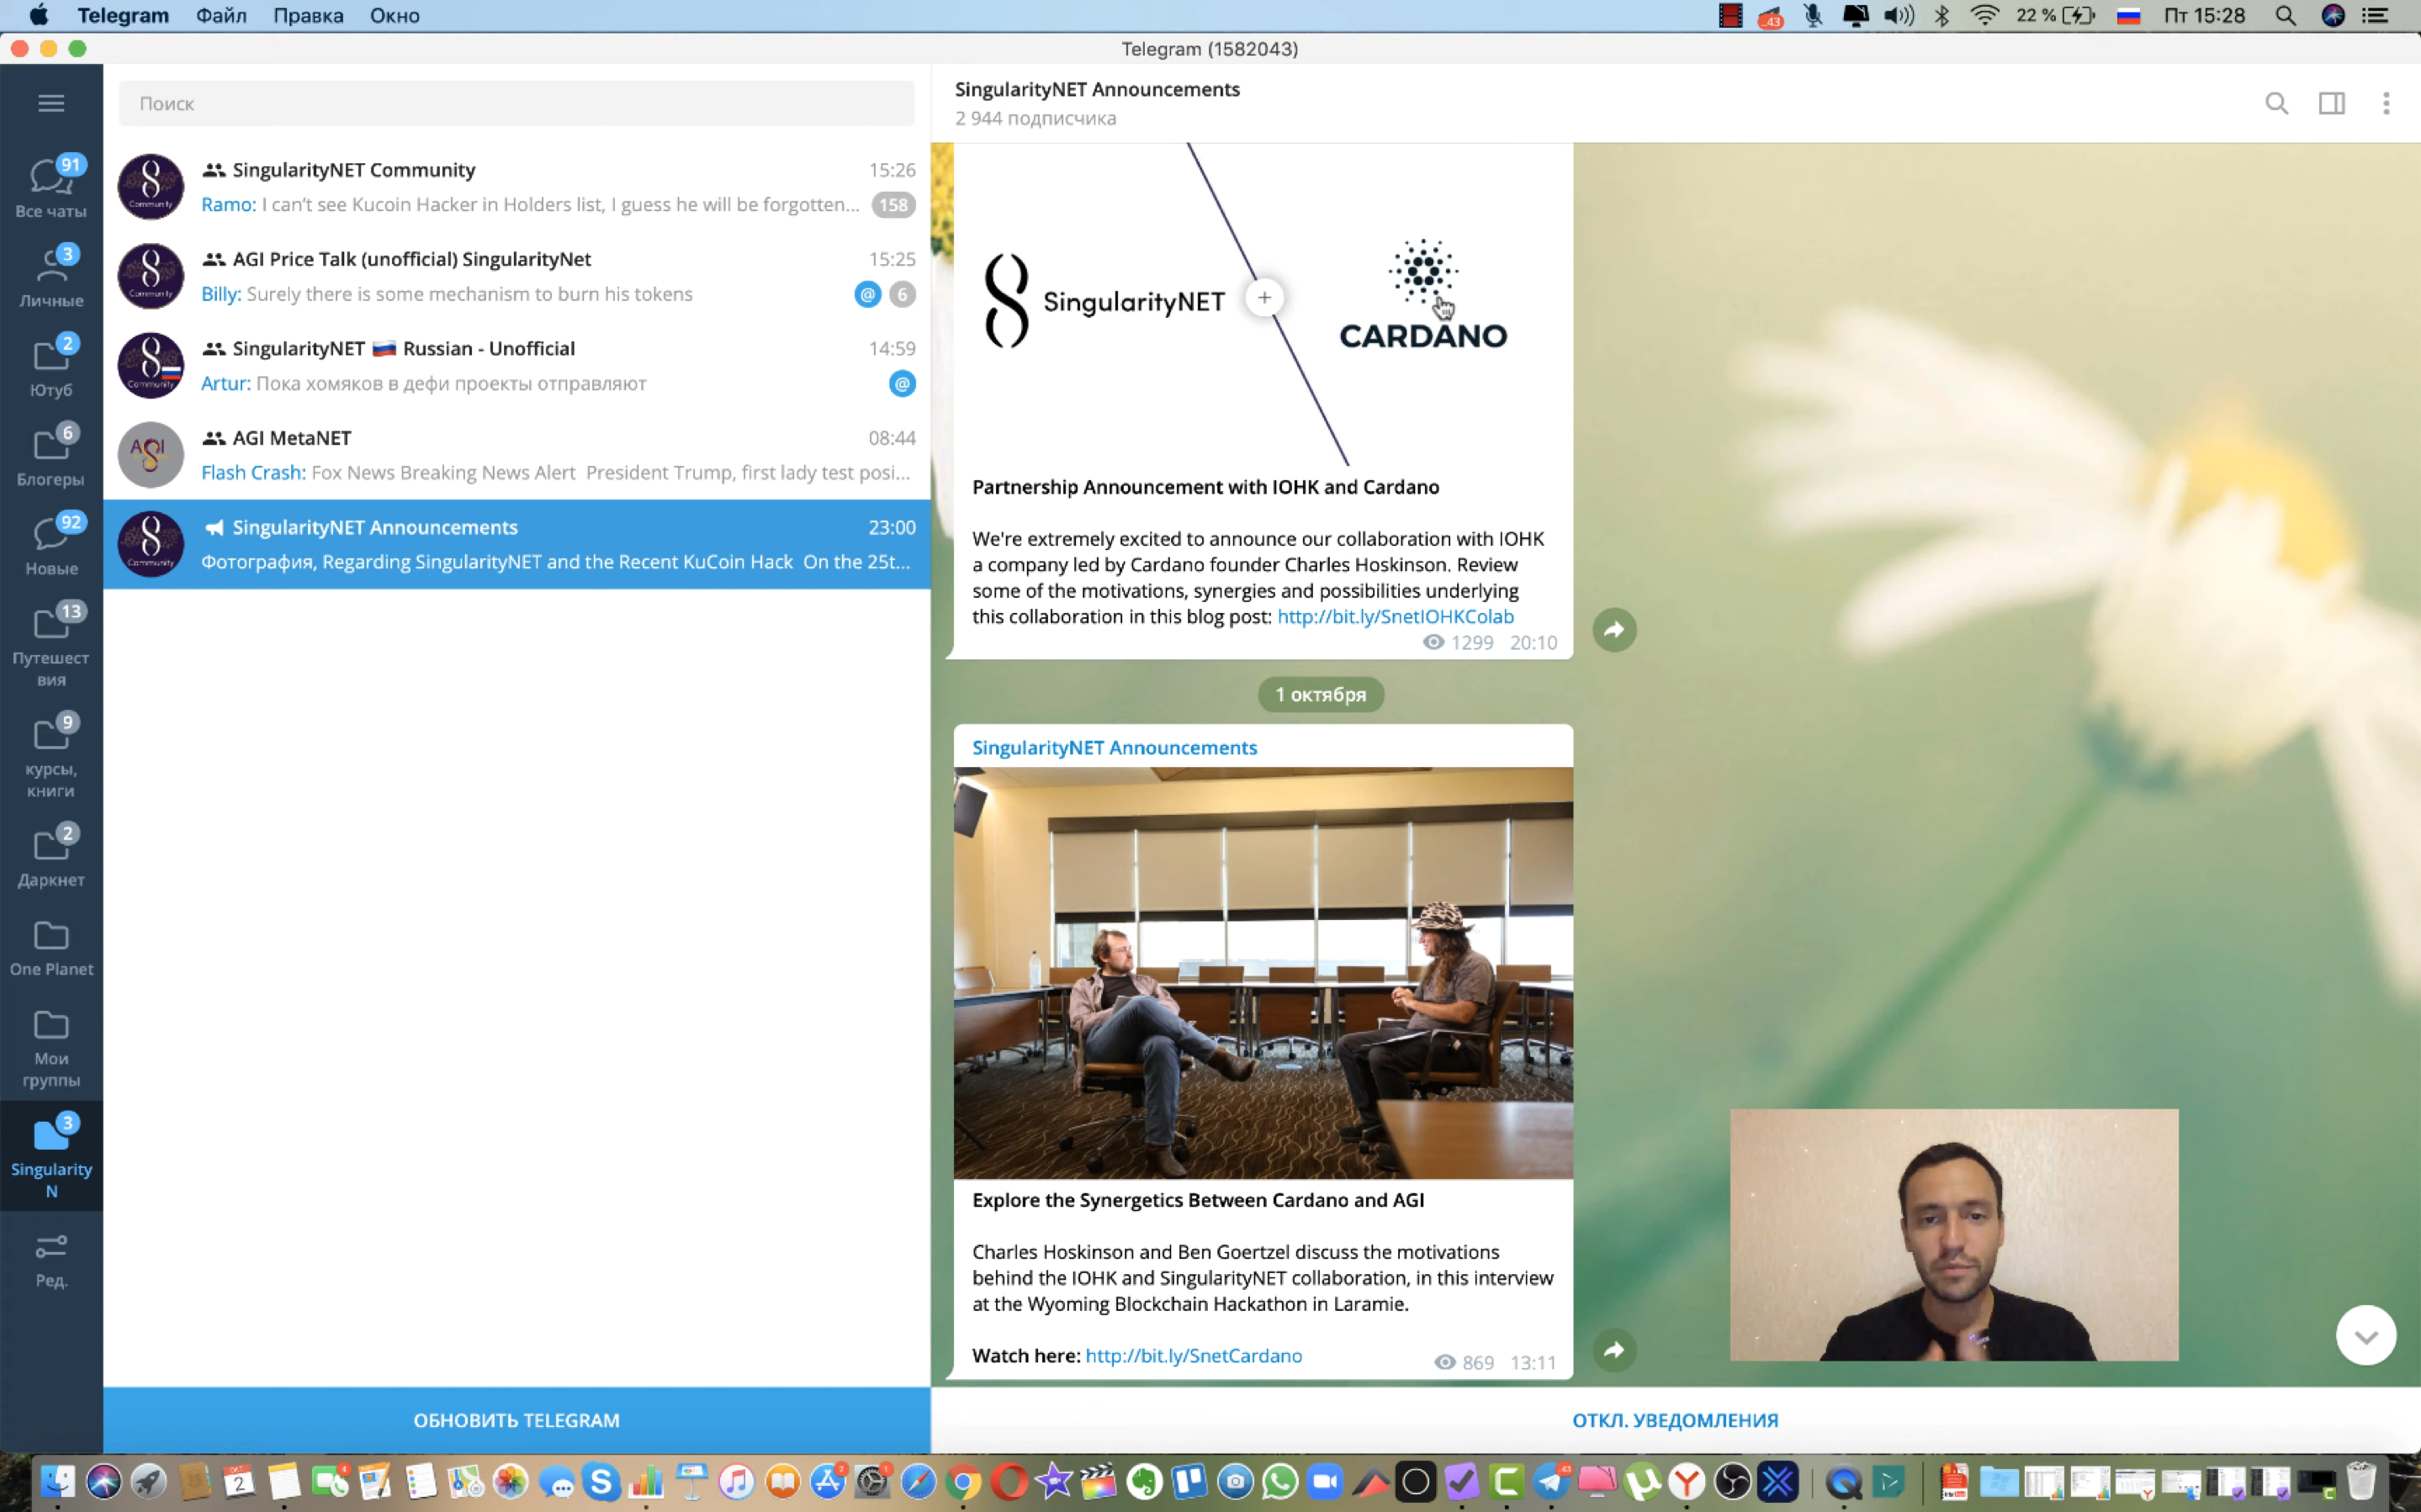 Telegram Файл Правка Окно
43 22 % Пт 15:28
Telegram (1582043)
Поиск
91
Все чаты
3
Личные
2
Ютуб
6
Блогеры
92
Новые
13
Путешест
вия
9
курсы,
книги
2
Даркнет
One Planet
Мои
группы
3
Singularity
N
Ред.
SingularityNET Community 15:26
Ramo: I can't see Kucoin Hacker in Holders list, I guess he will be forgotten... 158
AGI Price Talk (unofficial) SingularityNet 15:25
Billy: Surely there is some mechanism to burn his tokens @ 6
SingularityNET 🇷🇺 Russian - Unofficial 14:59
Artur: Пока хомяков в дефи проекты отправляют @
AGI MetaNET 08:44
Flash Crash: Fox News Breaking News Alert President Trump, first lady test posi...
SingularityNET Announcements 23:00
Фотография, Regarding SingularityNET and the Recent KuCoin Hack On the 25t...
Community
Community
Community
AGI
Community
ОБНОВИТЬ TELEGRAM
SingularityNET Announcements
2 944 подписчика
SingularityNET + CARDANO
Partnership Announcement with IOHK and Cardano
We're extremely excited to announce our collaboration with IOHK
a company led by Cardano founder Charles Hoskinson. Review
some of the motivations, synergies and possibilities underlying
this collaboration in this blog post: http://bit.ly/SnetIOHKColab
1299 20:10
1 октября
SingularityNET Announcements
Explore the Synergetics Between Cardano and AGI
Charles Hoskinson and Ben Goertzel discuss the motivations
behind the IOHK and SingularityNET collaboration, in this interview
at the Wyoming Blockchain Hackathon in Laramie.
Watch here: http://bit.ly/SnetCardano
869 13:11
ОТКЛ. УВЕДОМЛЕНИЯ